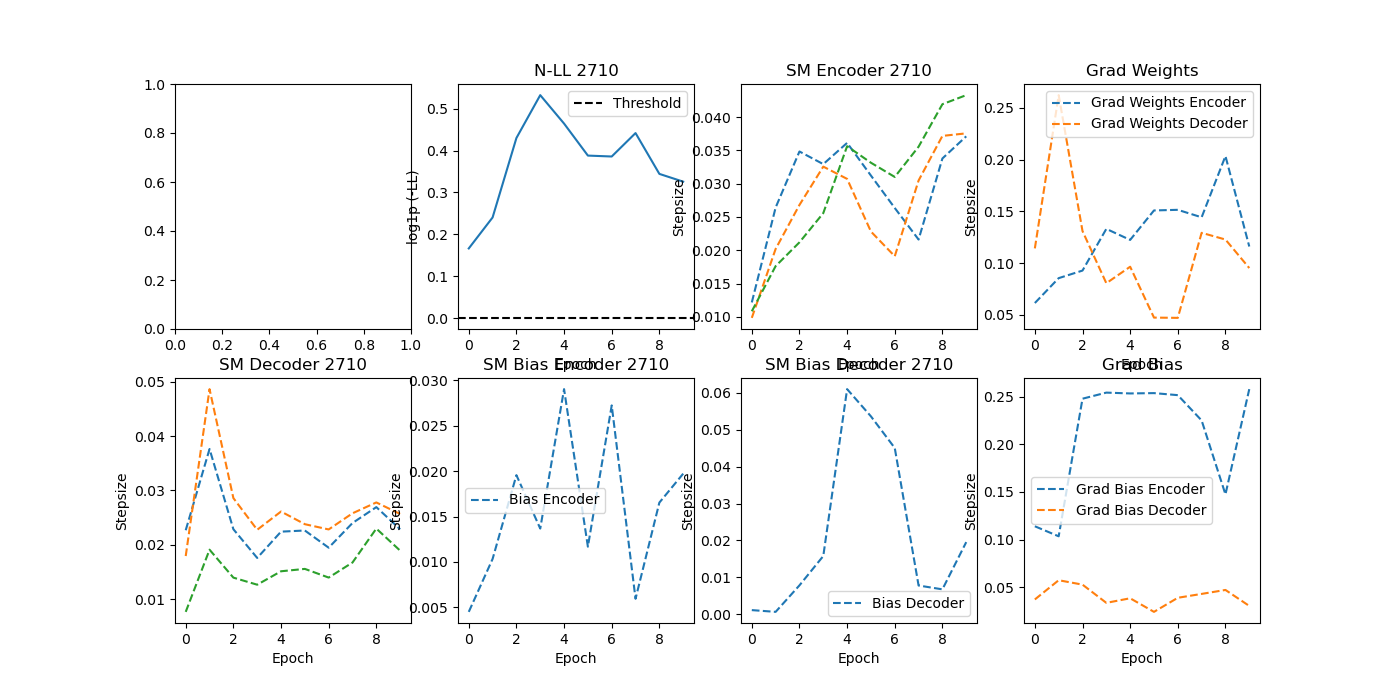 N-LL 2710
SM Encoder 2710
Grad Weights
1.0
0.8
0.6
0.4
0.2
0.0
0.0 0.2 0.4 0.6 0.8 1.0
log1p (-LL)
0.5
0.4
0.3
0.2
0.1
0.0
Threshold
0 2 4 6 8
Epoch
Stepsize
0.040
0.035
0.030
0.025
0.020
0.015
0.010
0 2 4 6 8
Epoch
Stepsize
0.25
0.20
0.15
0.10
0.05
Grad Weights Encoder
Grad Weights Decoder
0 2 4 6 8
Epoch
SM Decoder 2710
SM Bias Encoder 2710
SM Bias Decoder 2710
Grad Bias
Stepsize
0.05
0.04
0.03
0.02
0.01
0 2 4 6 8
Epoch
Stepsize
0.030
0.025
0.020
0.015
0.010
0.005
Bias Encoder
0 2 4 6 8
Epoch
Stepsize
0.06
0.05
0.04
0.03
0.02
0.01
0.00
Bias Decoder
0 2 4 6 8
Epoch
Stepsize
0.25
0.20
0.15
0.10
0.05
Grad Bias Encoder
Grad Bias Decoder
0 2 4 6 8
Epoch